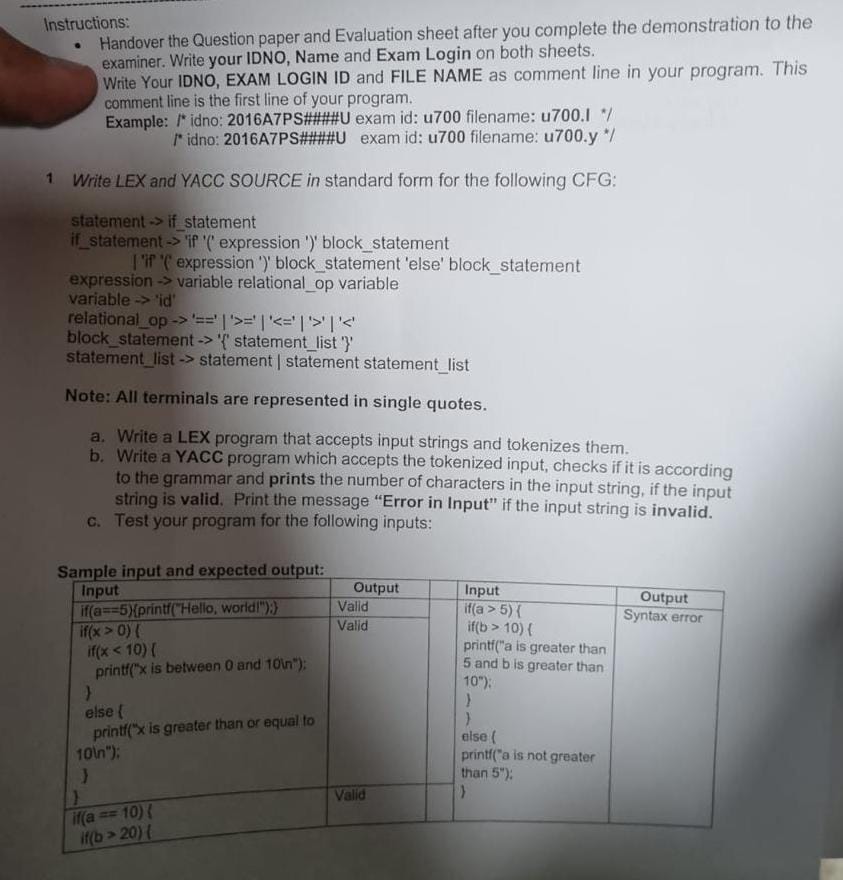 Instructions:
• Handover the Question paper and Evaluation sheet after you complete the demonstration to the
examiner. Write your IDNO, Name and Exam Login on both sheets.
Write Your IDNO, EXAM LOGIN ID and FILE NAME as comment line in your program. This
comment line is the first line of your program.
Example: /* idno: 2016A7PS####U exam id: u700 filename: u700.l */
/* idno: 2016A7PS####U exam id: u700 filename: u700.y */
1 Write LEX and YACC SOURCE in standard form for the following CFG:
statement -> if_statement
if_statement -> 'if' '(' expression ')' block_statement
| 'if' '(' expression ')' block_statement 'else' block_statement
expression -> variable relational_op variable
variable -> 'id'
relational_op -> '==' | '>=' | '<=' | '>' | '<'
block_statement -> '{' statement_list '}'
statement_list -> statement | statement statement_list
Note: All terminals are represented in single quotes.
a. Write a LEX program that accepts input strings and tokenizes them.
b. Write a YACC program which accepts the tokenized input, checks if it is according
to the grammar and prints the number of characters in the input string, if the input
string is valid. Print the message “Error in Input” if the input string is invalid.
c. Test your program for the following inputs:
Sample input and expected output:
Input Output
if(a==5){printf("Hello, world!");} Valid
if(x > 0) { Valid
if(x < 10) {
printf("x is between 0 and 10\n");
}
else {
printf("x is greater than or equal to
10\n");
}
}
if(a == 10) { Valid
if(b > 20) {
Input Output
if(a > 5) { Syntax error
if(b > 10) {
printf("a is greater than
5 and b is greater than
10");
}
}
else {
printf("a is not greater
than 5");
}